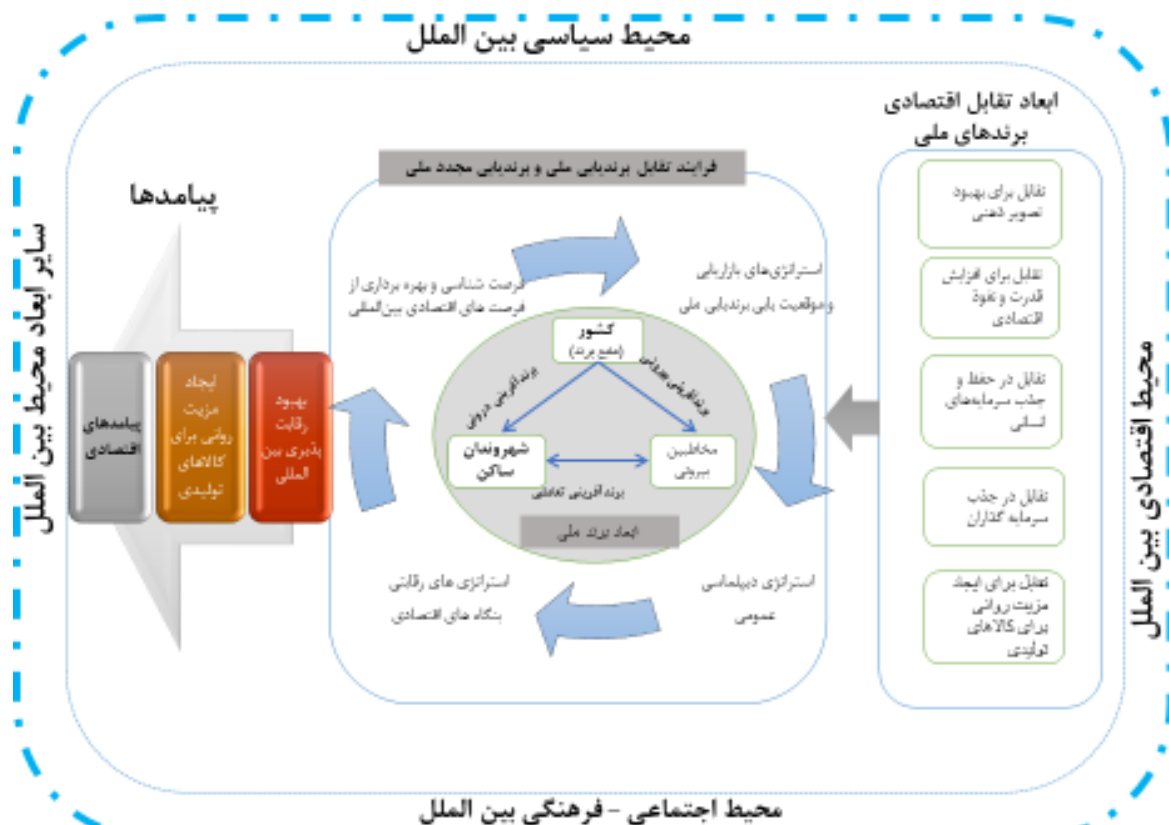 محیط سیاسی بین الملل
ابعاد تقابل اقتصادی
برندهای ملی
تقابل برای بهبود
تصویر ذهنی
تقابل برای افزایش
قدرت و نفوذ
اقتصادی
تقابل در حفظ و
جذب سرمایه‌های
انسانی
تقابل در جذب
سرمایه گذاران
تقابل برای ایجاد
مزیت روانی
برای کالاهای
تولیدی
محیط اقتصادی بین الملل
فرایند تقابل برندیابی ملی و برندیابی مجدد ملی
استراتژی‌های بازاریابی
و موقعیت یابی برندیابی ملی
فرصت شناسی و بهره برداری از
فرصت های اقتصادی بین‌المللی
کشور
(منبع برند)
برندآفرینی بیرونی
برندآفرینی درونی
مخاطبین
بیرونی
شهروندان
ساکن
برندآفرینی تعاملی
ابعاد برند ملی
استراتژی دیپلماسی
عمومی
استراتژی های رقابتی
بنگاه های اقتصادی
پیامدها
بهبود
رقابت
پذیری بین
المللی
ایجاد
مزیت
روانی برای
کالاهای
تولیدی
پیامدهای
اقتصادی
سایر ابعاد محیط بین الملل
محیط اجتماعی – فرهنگی بین الملل